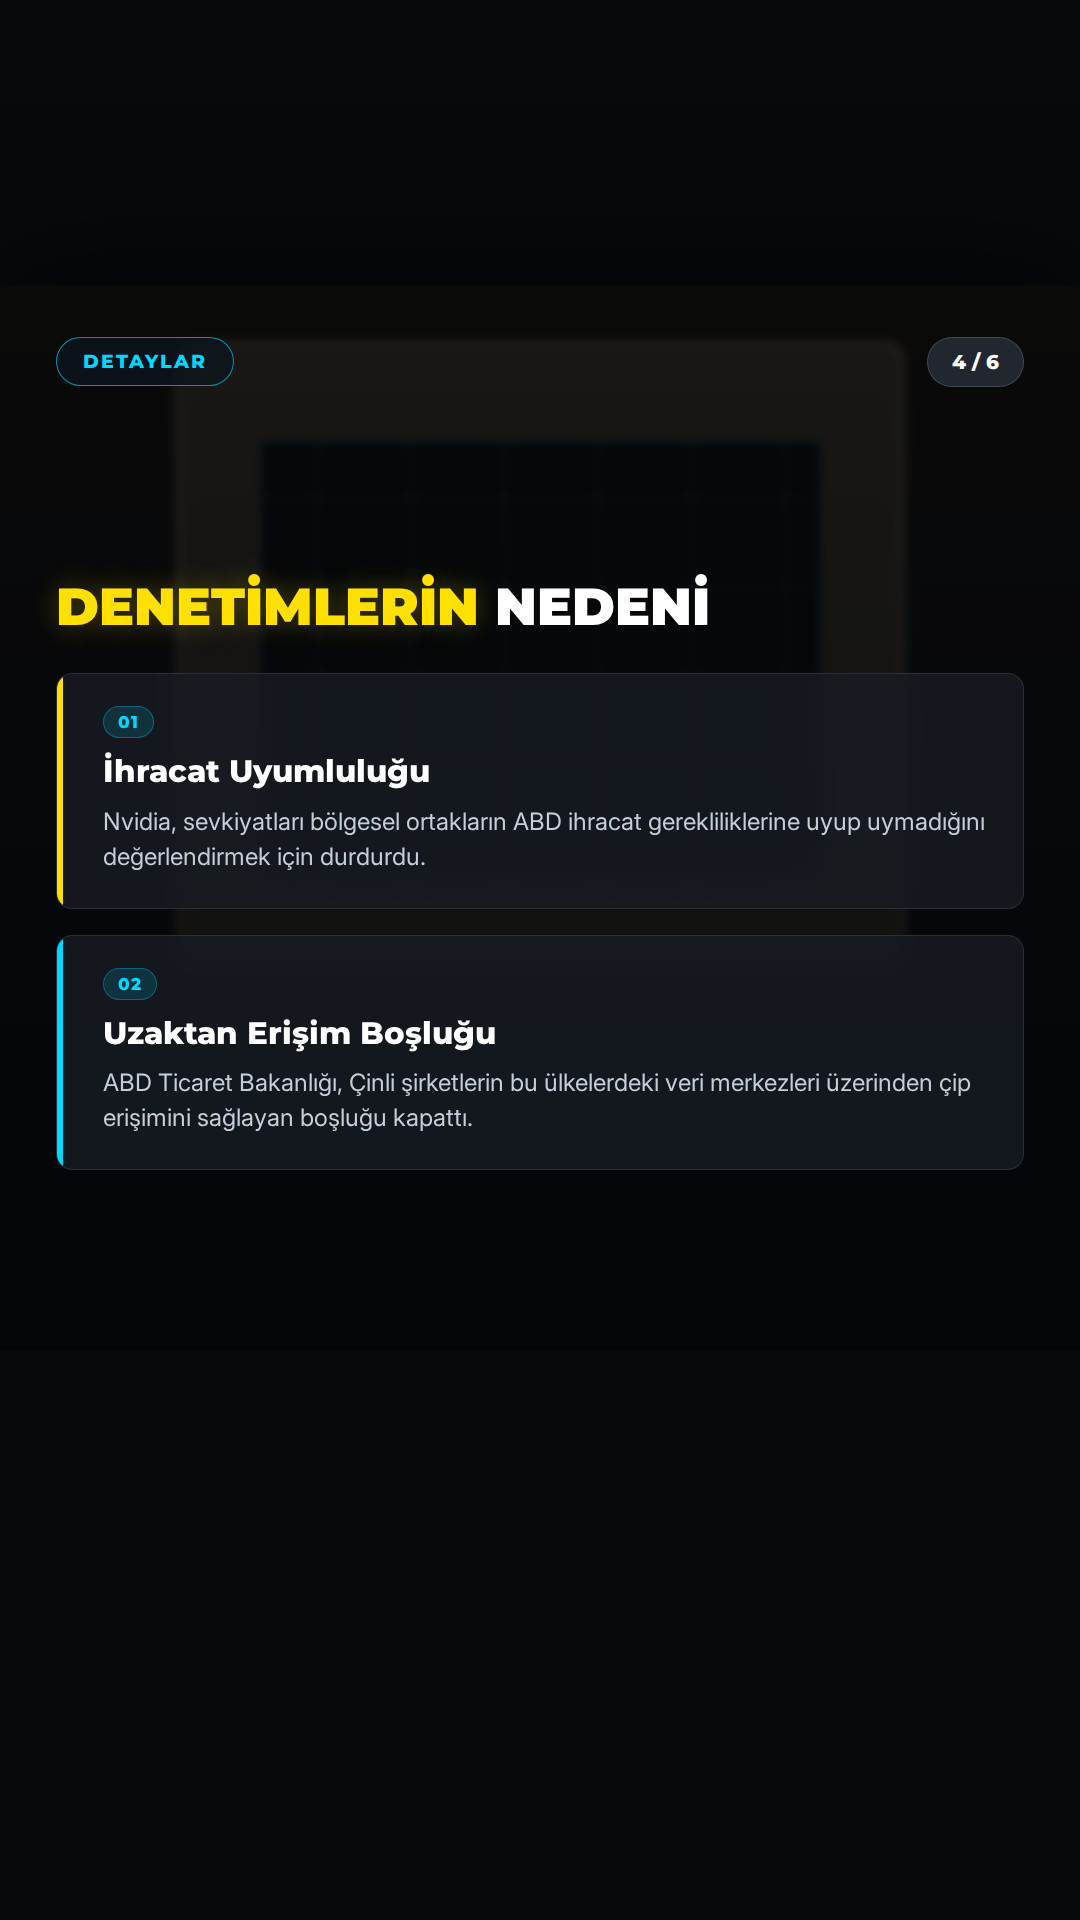 DETAYLAR
4 / 6
DENETİMLERİN NEDENİ
01
İhracat Uyumluluğu
Nvidia, sevkiyatları bölgesel ortakların ABD ihracat gerekliliklerine uyup uymadığını
değerlendirmek için durdurdu.
02
Uzaktan Erişim Boşluğu
ABD Ticaret Bakanlığı, Çinli şirketlerin bu ülkelerdeki veri merkezleri üzerinden çip
erişimini sağlayan boşluğu kapattı.